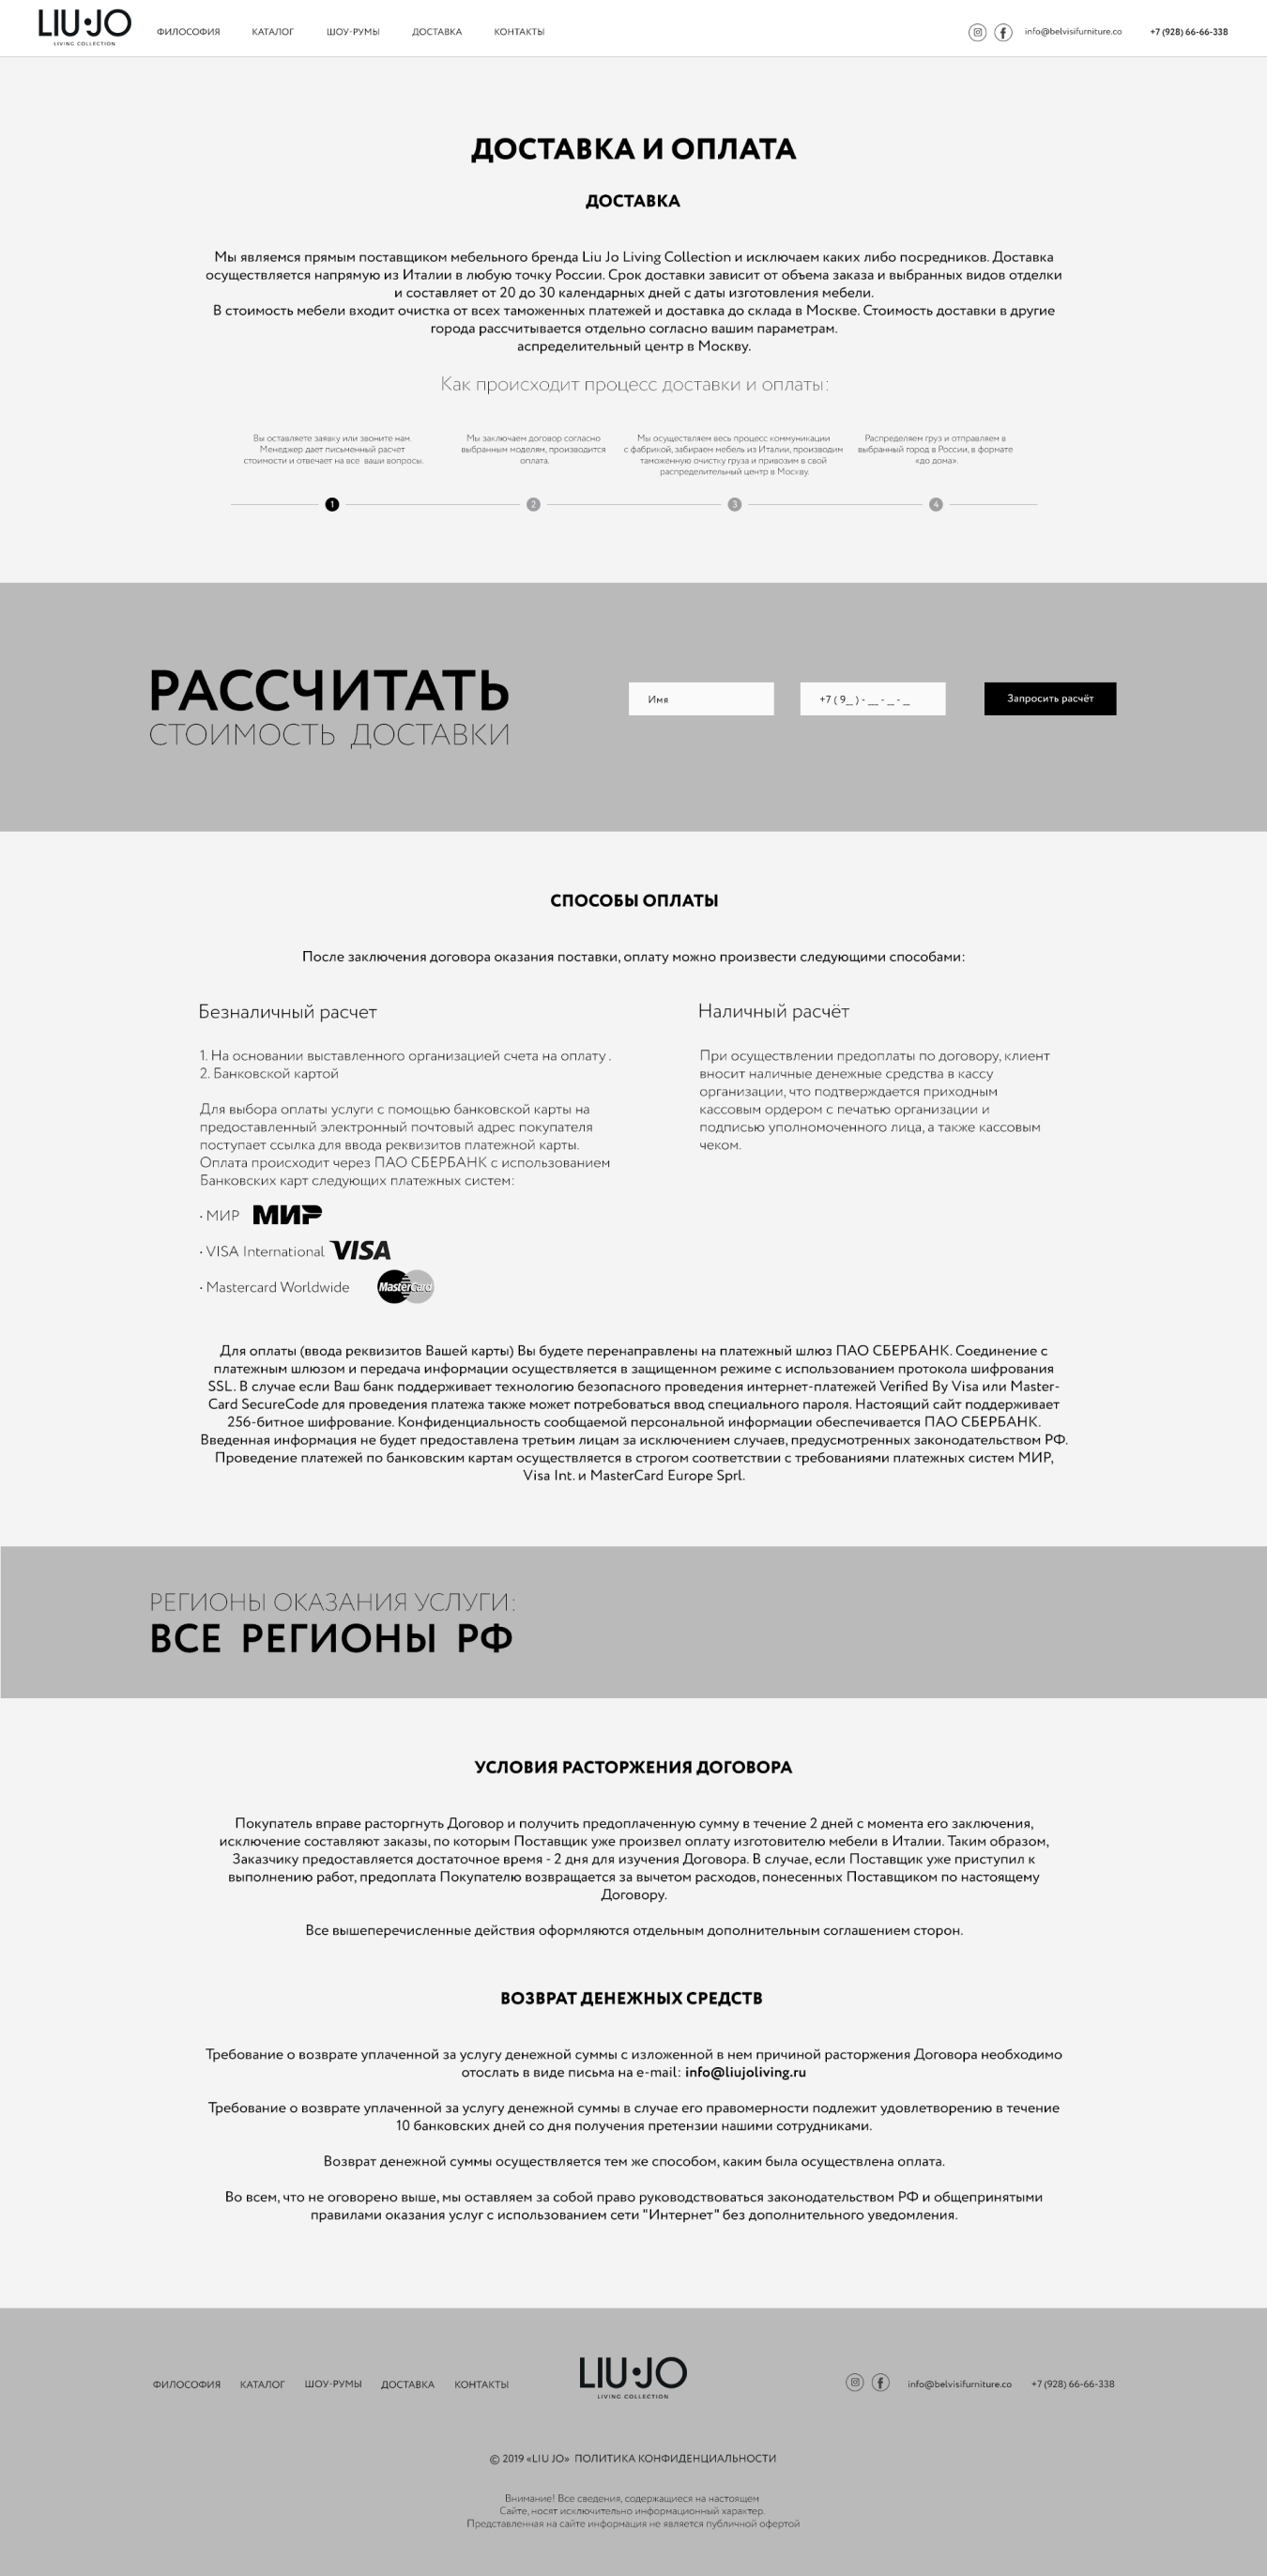 LIU•JO
LIVING COLLECTION
ФИЛОСОФИЯ КАТАЛОГ ШОУ-РУМЫ ДОСТАВКА КОНТАКТЫ
info@belvisifurniture.co +7 (928) 66-66-338
ДОСТАВКА И ОПЛАТА
ДОСТАВКА
Мы являемся прямым поставщиком мебельного бренда Liu Jo Living Collection и исключаем каких либо посредников. Доставка
осуществляется напрямую из Италии в любую точку России. Срок доставки зависит от объема заказа и выбранных видов отделки
и составляет от 20 до 30 календарных дней с даты изготовления мебели.
В стоимость мебели входит очистка от всех таможенных платежей и доставка до склада в Москве. Стоимость доставки в другие
города рассчитывается отдельно согласно вашим параметрам.
аспределительный центр в Москву.
Как происходит процесс доставки и оплаты:
Вы оставляете заявку или звоните нам.
Менеджер дает письменный расчет
стоимости и отвечает на все ваши вопросы.
Мы заключаем договор согласно
выбранным моделям, производится
оплата.
Мы осуществляем весь процесс коммуникации
с фабрикой, забираем мебель из Италии, производим
таможенную очистку груза и привозим в свой
распределительный центр в Москву.
Распределяем груз и отправляем в
выбранный город в России, в формате
«до дома».
1 2 3 4
РАССЧИТАТЬ
СТОИМОСТЬ ДОСТАВКИ
Имя
+7 ( 9__ ) - __ - _ - _
Запросить расчёт
СПОСОБЫ ОПЛАТЫ
После заключения договора оказания поставки, оплату можно произвести следующими способами:
Безналичный расчет
1. На основании выставленного организацией счета на оплату .
2. Банковской картой
Для выбора оплаты услуги с помощью банковской карты на
предоставленный электронный почтовый адрес покупателя
поступает ссылка для ввода реквизитов платежной карты.
Оплата происходит через ПАО СБЕРБАНК с использованием
Банковских карт следующих платежных систем:
• МИР МИР
• VISA International VISA
• Mastercard Worldwide MasterCard
Наличный расчёт
При осуществлении предоплаты по договору, клиент
вносит наличные денежные средства в кассу
организации, что подтверждается приходным
кассовым ордером с печатью организации и
подписью уполномоченного лица, а также кассовым
чеком.
Для оплаты (ввода реквизитов Вашей карты) Вы будете перенаправлены на платежный шлюз ПАО СБЕРБАНК. Соединение с
платежным шлюзом и передача информации осуществляется в защищенном режиме с использованием протокола шифрования
SSL. В случае если Ваш банк поддерживает технологию безопасного проведения интернет-платежей Verified By Visa или Master-
Card SecureCode для проведения платежа также может потребоваться ввод специального пароля. Настоящий сайт поддерживает
256-битное шифрование. Конфиденциальность сообщаемой персональной информации обеспечивается ПАО СБЕРБАНК.
Введенная информация не будет предоставлена третьим лицам за исключением случаев, предусмотренных законодательством РФ.
Проведение платежей по банковским картам осуществляется в строгом соответствии с требованиями платежных систем МИР,
Visa Int. и MasterCard Europe Sprl.
РЕГИОНЫ ОКАЗАНИЯ УСЛУГИ:
ВСЕ РЕГИОНЫ РФ
УСЛОВИЯ РАСТОРЖЕНИЯ ДОГОВОРА
Покупатель вправе расторгнуть Договор и получить предоплаченную сумму в течение 2 дней с момента его заключения,
исключение составляют заказы, по которым Поставщик уже произвел оплату изготовителю мебели в Италии. Таким образом,
Заказчику предоставляется достаточное время - 2 дня для изучения Договора. В случае, если Поставщик уже приступил к
выполнению работ, предоплата Покупателю возвращается за вычетом расходов, понесенных Поставщиком по настоящему
Договору.
Все вышеперечисленные действия оформляются отдельным дополнительным соглашением сторон.
ВОЗВРАТ ДЕНЕЖНЫХ СРЕДСТВ
Требование о возврате уплаченной за услугу денежной суммы с изложенной в нем причиной расторжения Договора необходимо
отослать в виде письма на e-mail: info@liujoliving.ru
Требование о возврате уплаченной за услугу денежной суммы в случае его правомерности подлежит удовлетворению в течение
10 банковских дней со дня получения претензии нашими сотрудниками.
Возврат денежной суммы осуществляется тем же способом, каким была осуществлена оплата.
Во всем, что не оговорено выше, мы оставляем за собой право руководствоваться законодательством РФ и общепринятыми
правилами оказания услуг с использованием сети "Интернет" без дополнительного уведомления.
ФИЛОСОФИЯ КАТАЛОГ ШОУ-РУМЫ ДОСТАВКА КОНТАКТЫ
LIU•JO
LIVING COLLECTION
info@belvisifurniture.co +7 (928) 66-66-338
© 2019 «LIU JO» ПОЛИТИКА КОНФИДЕНЦИАЛЬНОСТИ
Внимание! Все сведения, содержащиеся на настоящем
Сайте, носят исключительно информационный характер.
Представленная на сайте информация не является публичной офертой